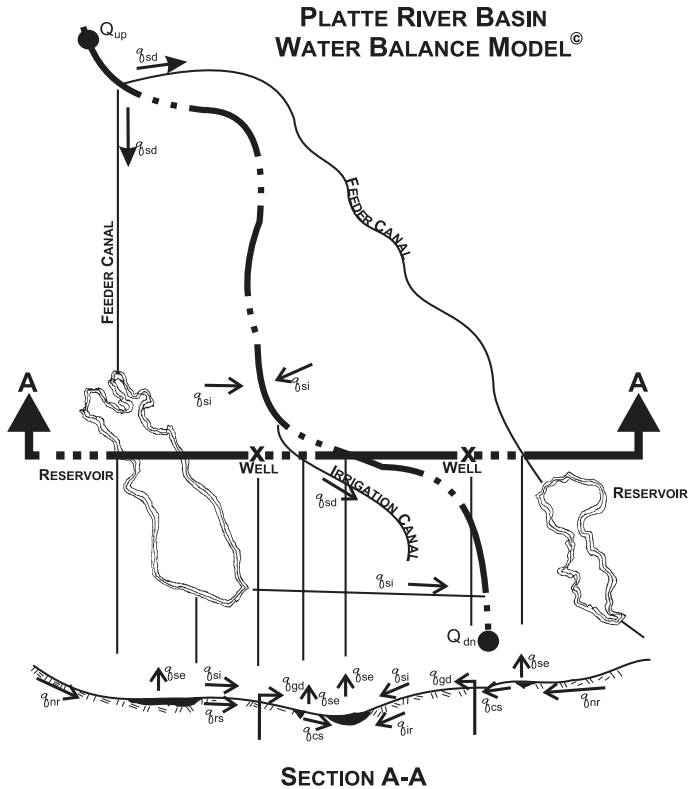 PLATTE RIVER BASIN
WATER BALANCE MODEL©
Qup
qsd
qsd
FEEDER CANAL
FEEDER CANAL
qsi
qsi
A
A
X
X
WELL
WELL
RESERVOIR
RESERVOIR
IRRIGATION CANAL
qsd
qsi
Qdn
qnr
qse
qsi
qrs
qgd
qse
qcs
qse
qsi
qir
qgd
qcs
qse
qnr
SECTION A-A